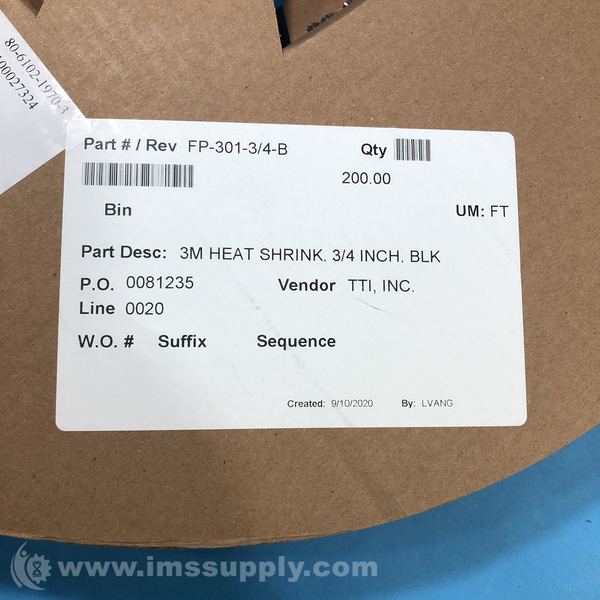 80-6102-1970-3
00027324
Part # / Rev FP-301-3/4-B Qty
200.00
Bin UM: FT
Part Desc: 3M HEAT SHRINK, 3/4 INCH, BLK
P.O. 0081235 Vendor TTI, INC.
Line 0020
W.O. # Suffix Sequence
Created: 9/10/2020 By: LVANG
www.imssupply.com